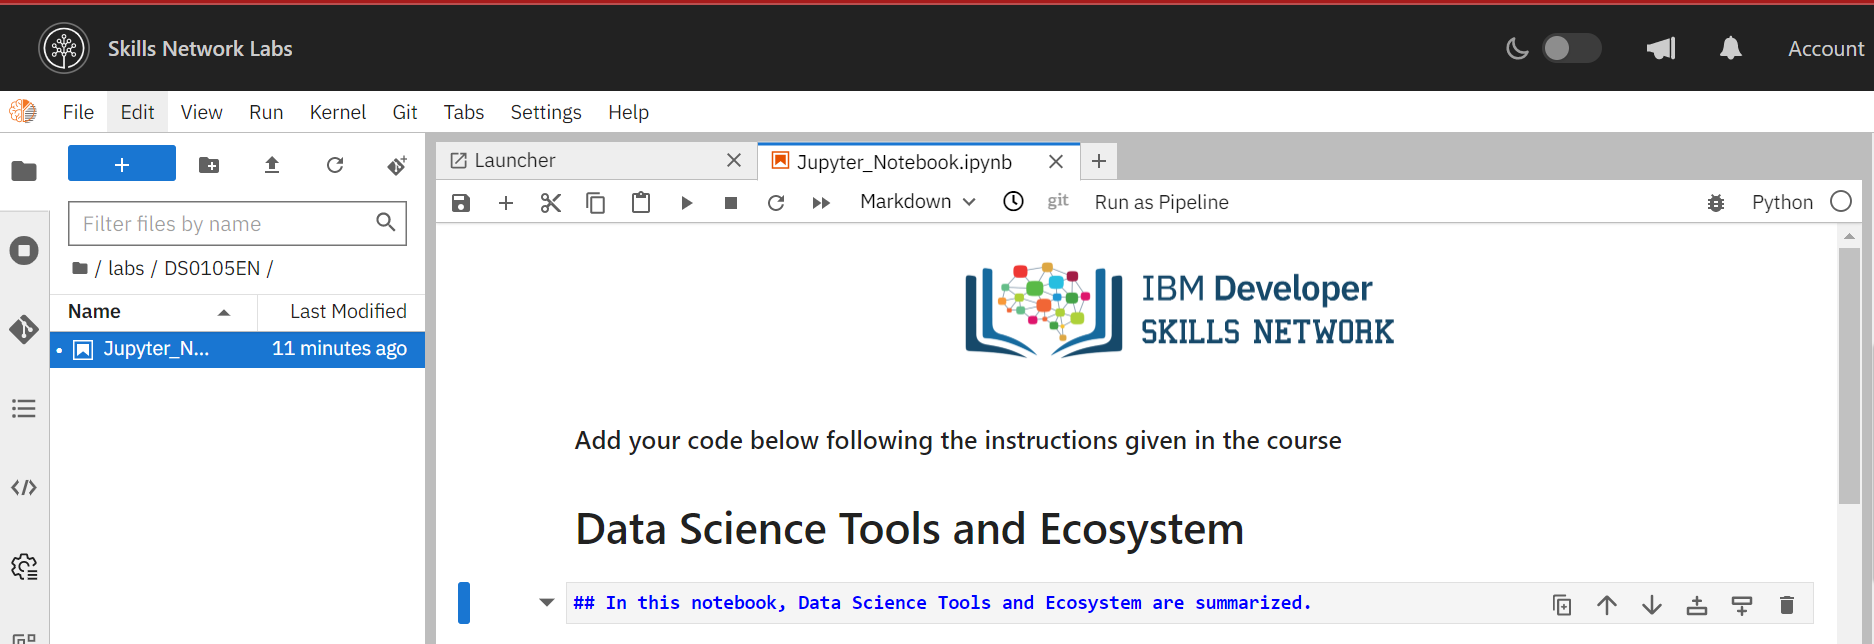 Skills Network Labs
Account
File Edit View Run Kernel Git Tabs Settings Help
Launcher
Jupyter_Notebook.ipynb
Filter files by name
/ labs / DS0105EN /
Name Last Modified
Jupyter_N... 11 minutes ago
Markdown
git
Run as Pipeline
Python
IBM Developer
SKILLS NETWORK
Add your code below following the instructions given in the course
Data Science Tools and Ecosystem
## In this notebook, Data Science Tools and Ecosystem are summarized.